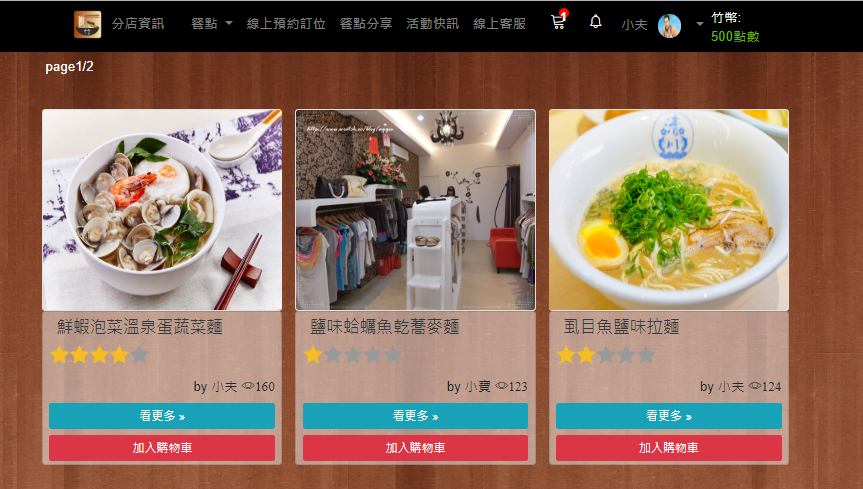 分店資訊 餐點 線上預約訂位 餐點分享 活動快訊 線上客服 1 小夫 竹幣:
500點數
page1/2
鮮蝦泡菜溫泉蛋蔬菜麵 鹽味蛤蠣魚乾蕎麥麵 虱目魚鹽味拉麵
by 小夫 160 by 小寶 123 by 小夫 124
看更多 » 看更多 » 看更多 »
加入購物車 加入購物車 加入購物車